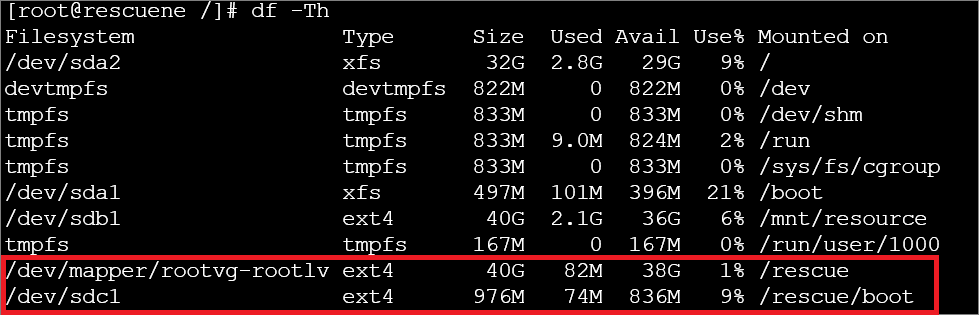 [root@rescuene /]# df -Th
Filesystem Type Size Used Avail Use% Mounted on
/dev/sda2 xfs 32G 2.8G 29G 9% /
devtmpfs devtmpfs 822M 0 822M 0% /dev
tmpfs tmpfs 833M 0 833M 0% /dev/shm
tmpfs tmpfs 833M 9.0M 824M 2% /run
tmpfs tmpfs 833M 0 833M 0% /sys/fs/cgroup
/dev/sda1 xfs 497M 101M 396M 21% /boot
/dev/sdb1 ext4 40G 2.1G 36G 6% /mnt/resource
tmpfs tmpfs 167M 0 167M 0% /run/user/1000
/dev/mapper/rootvg-rootlv ext4 40G 82M 38G 1% /rescue
/dev/sdc1 ext4 976M 74M 836M 9% /rescue/boot